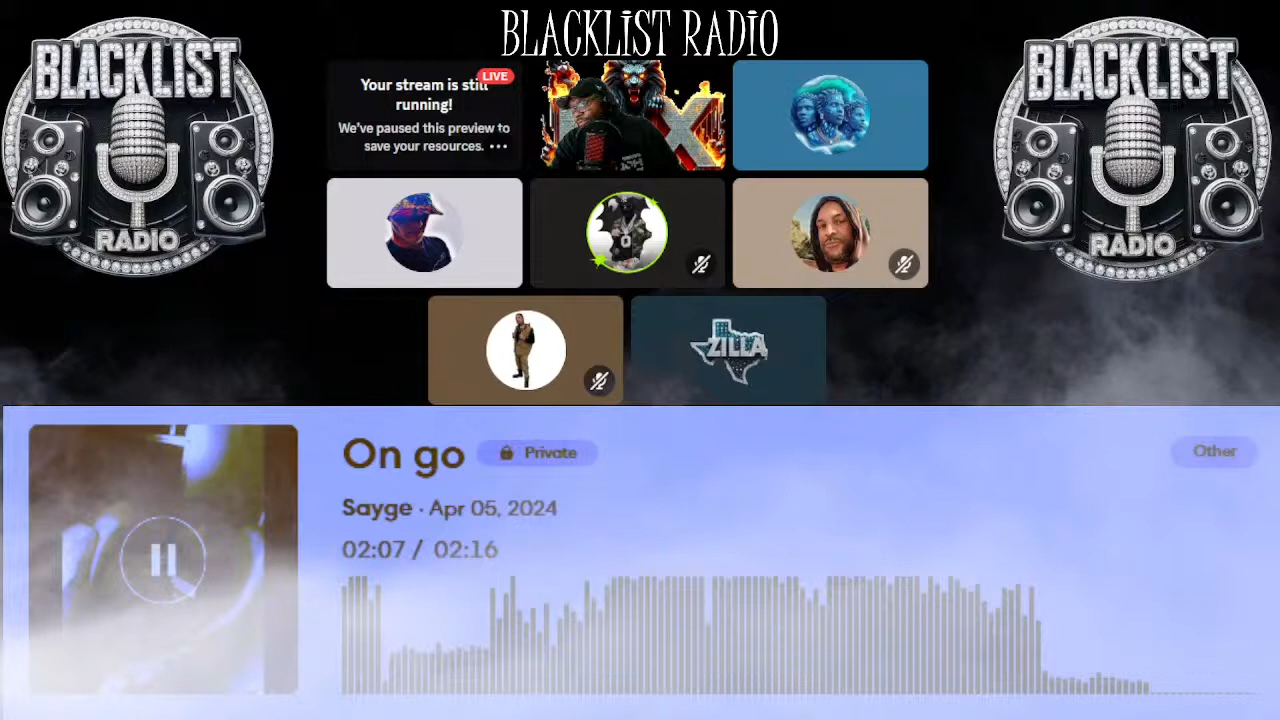 BLACKLIST RADIO
BLACKLIST
RADIO
BLACKLIST
RADIO
LIVE
Your stream is still
running!
We've paused this preview to
save your resources.
X
ZILLA
On go
Private
Other
Sayge · Apr 05, 2024
02:07 / 02:16